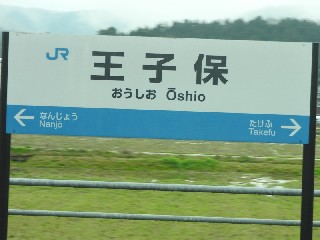 JR
王子保
おうしお Ōshio
なんじょう
Nanjo
たけふ
Takefu